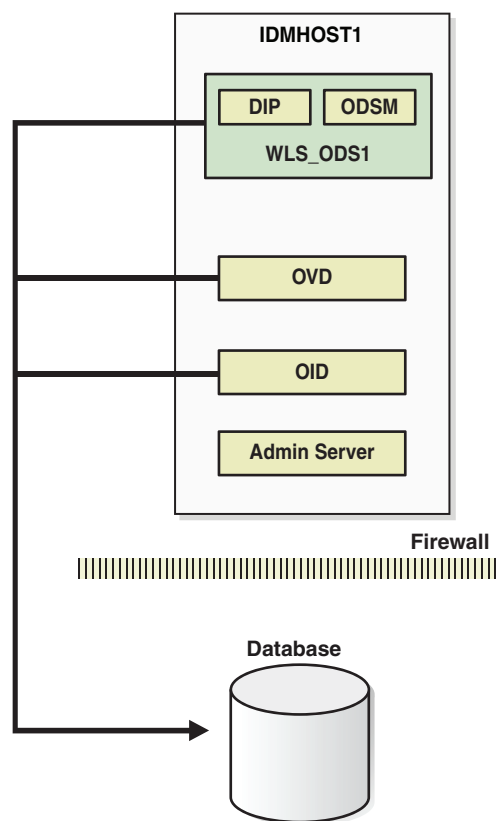 IDMHOST1
DIP
ODSM
WLS_ODS1
OVD
OID
Admin Server
Firewall
Database